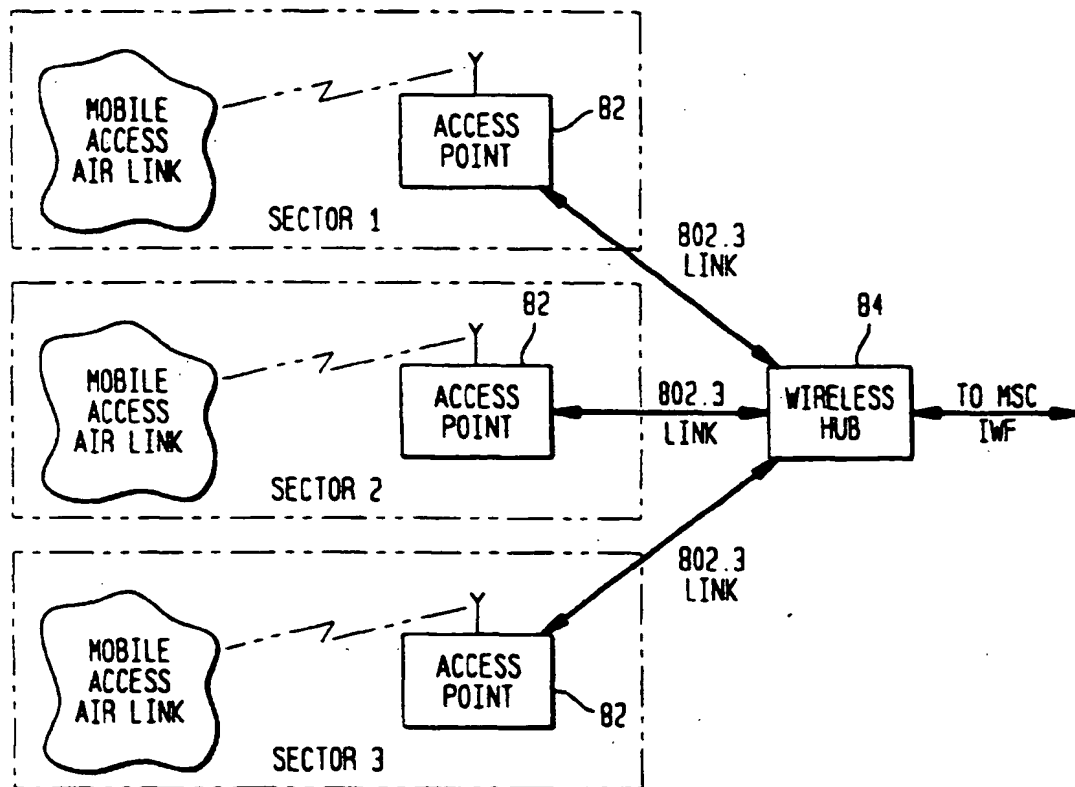 MOBILE
ACCESS
AIR LINK
ACCESS
POINT
82
SECTOR 1
802.3
LINK
MOBILE
ACCESS
AIR LINK
82
ACCESS
POINT
SECTOR 2
802.3
LINK
84
WIRELESS
HUB
TO MSC
IWF
802.3
LINK
MOBILE
ACCESS
AIR LINK
ACCESS
POINT
82
SECTOR 3